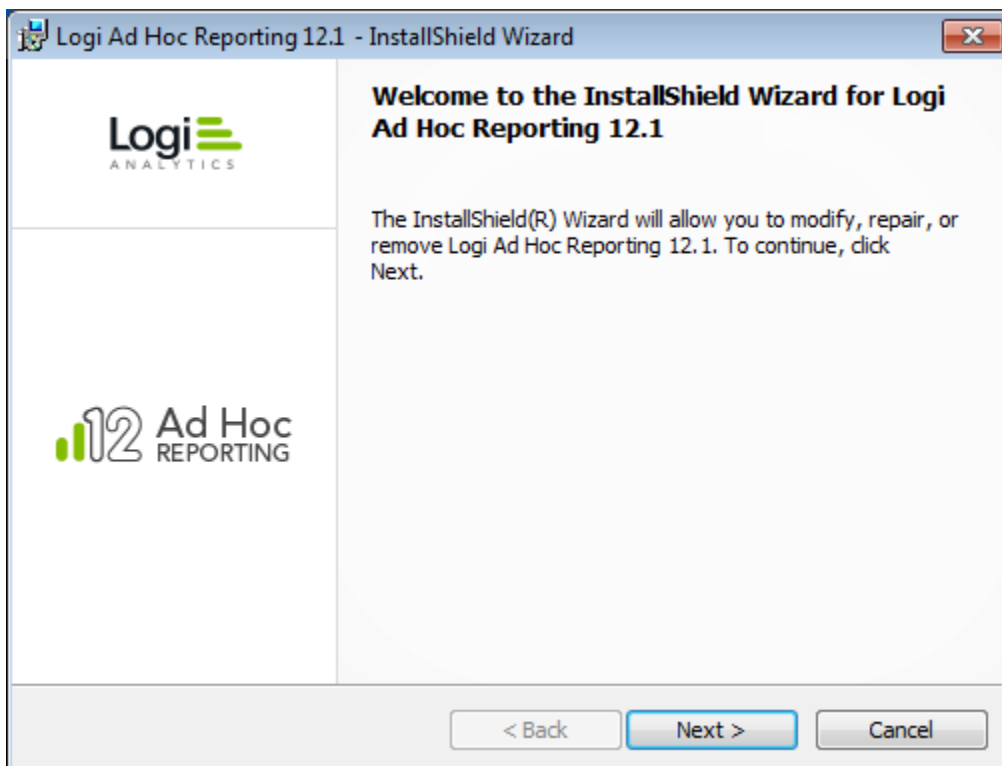 Logi Ad Hoc Reporting 12.1 - InstallShield Wizard
Logi
ANALYTICS
Welcome to the InstallShield Wizard for Logi
Ad Hoc Reporting 12.1
The InstallShield(R) Wizard will allow you to modify, repair, or
remove Logi Ad Hoc Reporting 12.1. To continue, click
Next.
12 Ad Hoc
REPORTING
< Back
Next >
Cancel